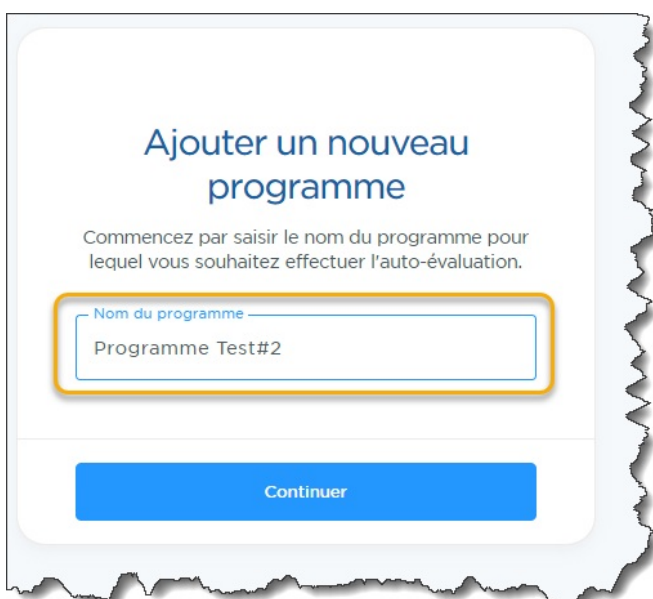 Ajouter un nouveau
programme
Commencez par saisir le nom du programme pour
lequel vous souhaitez effectuer l'auto-évaluation.
Nom du programme
Programme Test#2
Continuer